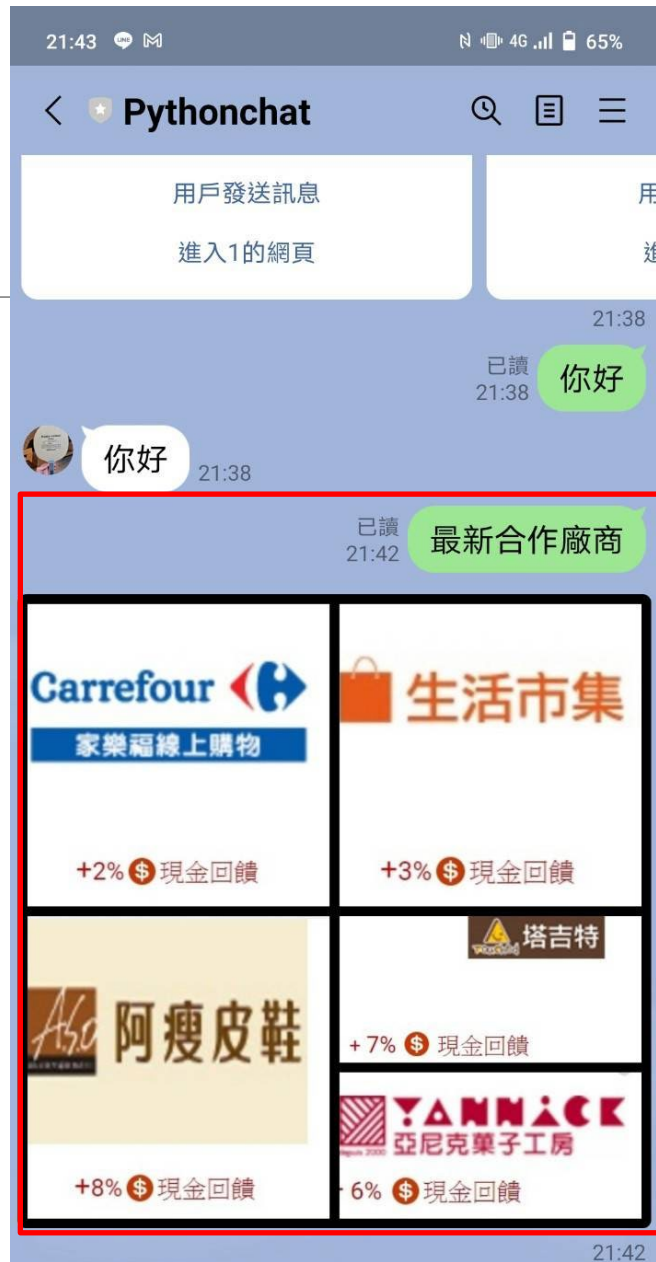 21:43
4G 65%
Pythonchat
用戶發送訊息
用
進入1的網頁
進
21:38
已讀
21:38
你好
你好
21:38
已讀
21:42
最新合作廠商
Carrefour
家樂福線上購物
+2% $ 現金回饋
生活市集
+3% $ 現金回饋
A.S.O
阿瘦皮鞋
+8% $ 現金回饋
塔吉特
+ 7% $ 現金回饋
YANNICK
depuis 2000
亞尼克菓子工房
6% $ 現金回饋
21:42